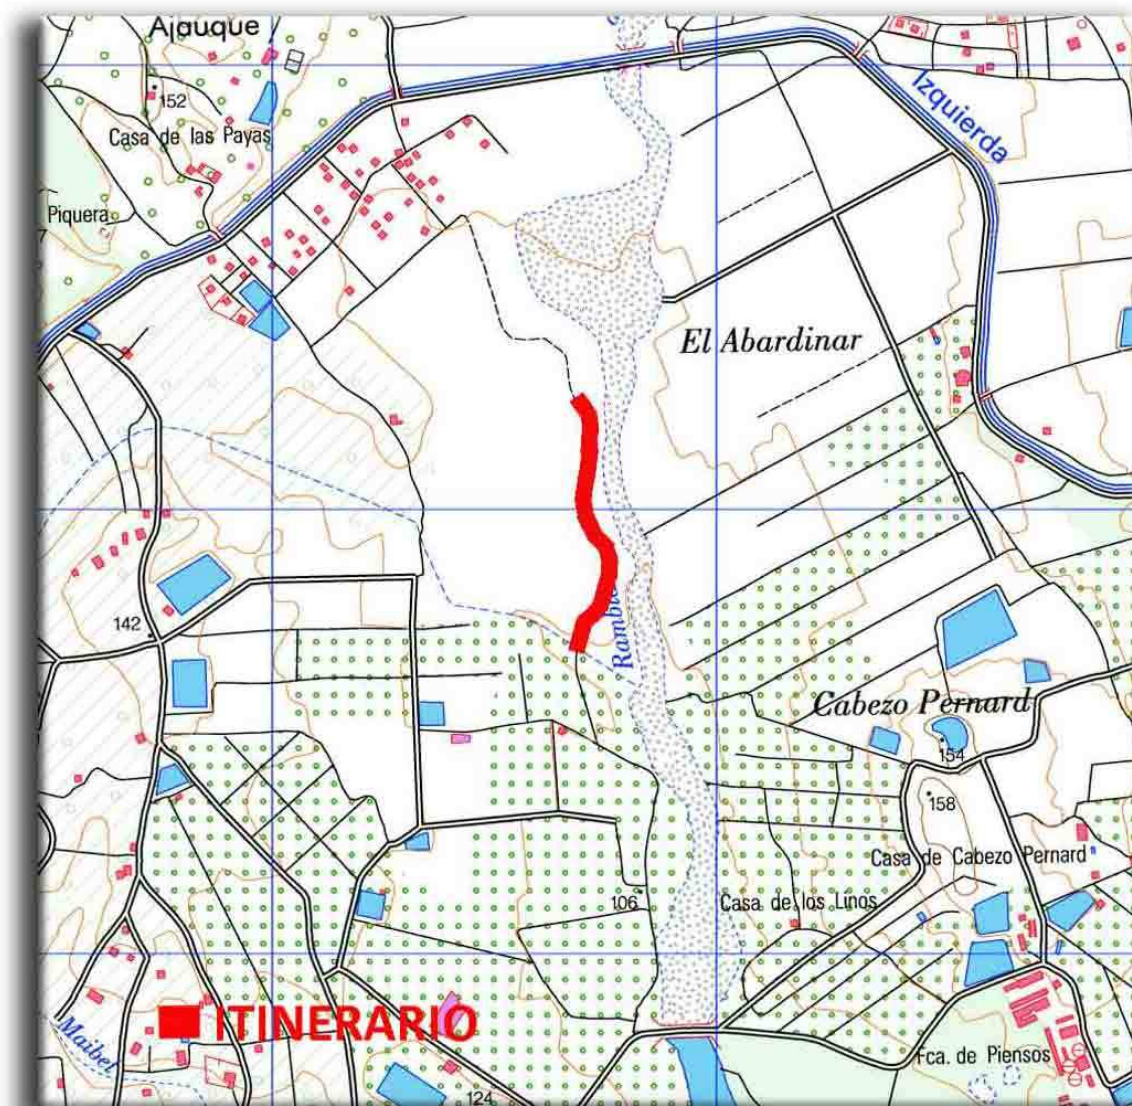 Ajauque
152
Casa de las Payas
Izquierda
Piquera
El Abardinar
142
Cabezo Pernard
154
158
Casa de Cabezo Pernard
106
Casa de los Linos
ITINERARIO
Maibel
Fca. de Piensos
124